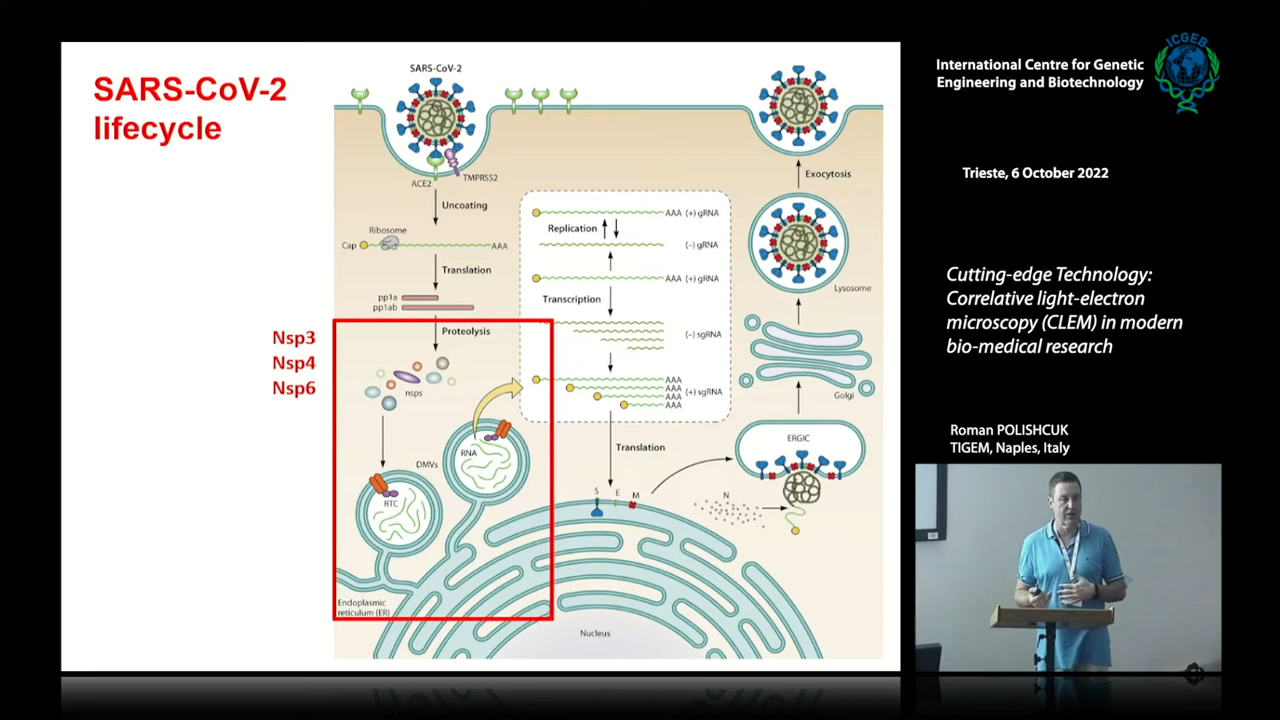 SARS-CoV-2
lifecycle
SARS-CoV-2
ACE2
TMPRSS2
Uncoating
Ribosome
Cap
AAA
Translation
pp1a
pp1ab
Proteolysis
Nsp3
Nsp4
Nsp6
nsps
RNA
DMVs
RTC
Endoplasmic
reticulum (ER)
AAA (+) gRNA
Replication
(–) gRNA
AAA (+) gRNA
Transcription
(–) sgRNA
AAA
AAA
(+) sgRNA
AAA
AAA
Translation
S
E
M
N
Nucleus
Exocytosis
Lysosome
Golgi
ERGIC
International Centre for Genetic
Engineering and Biotechnology
ICGEB
Trieste, 6 October 2022
Cutting-edge Technology:
Correlative light-electron
microscopy (CLEM) in modern
bio-medical research
Roman POLISHCUK
TIGEM, Naples, Italy